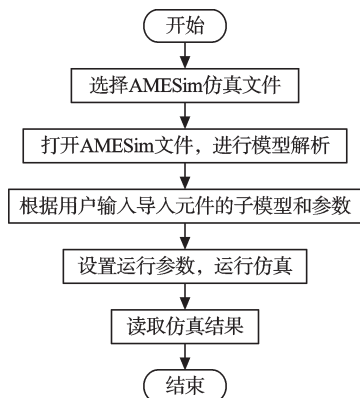 开始
选择AMESim仿真文件
打开AMESim文件，进行模型解析
根据用户输入导入元件的子模型和参数
设置运行参数，运行仿真
读取仿真结果
结束